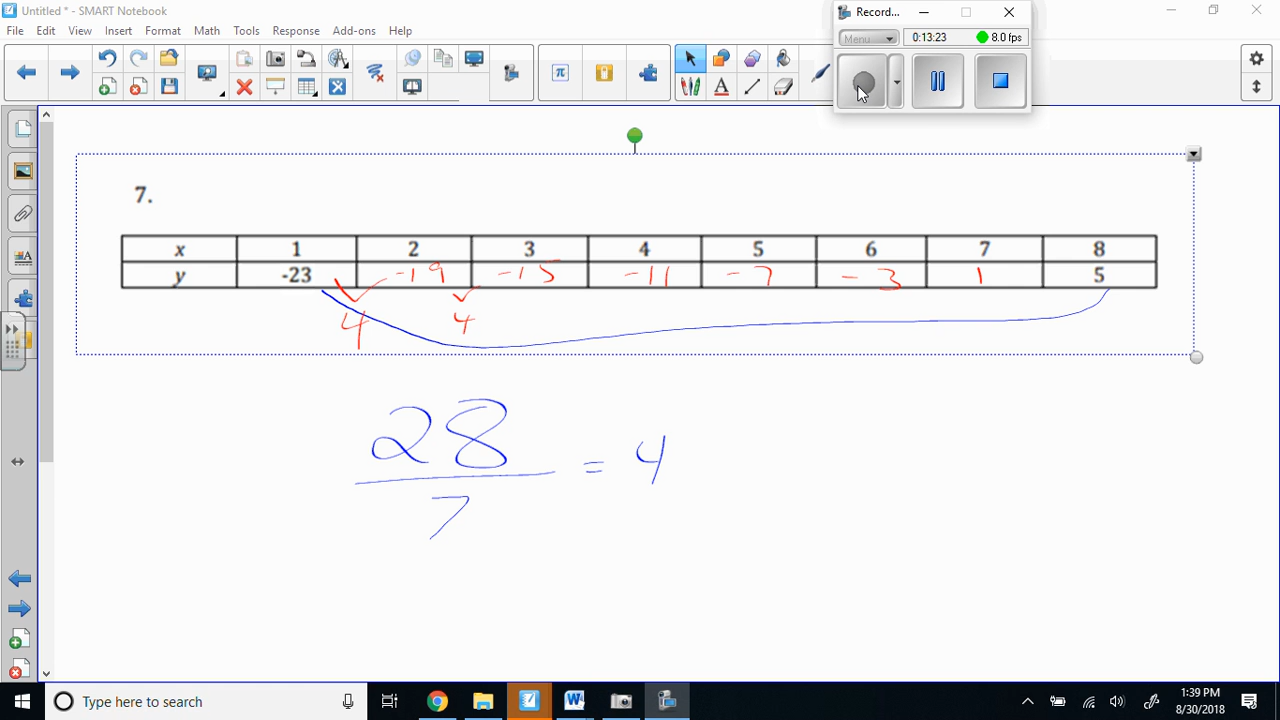 Untitled * - SMART Notebook
File Edit View Insert Format Math Tools Response Add-ons Help
Record...
Menu 0:13:23 8.0 fps
π
A
7.
x 1 2 3 4 5 6 7 8
y -23 -19 -15 -11 -7 -3 1 5
4 4
28
= 4
7
Type here to search
1:39 PM
8/30/2018